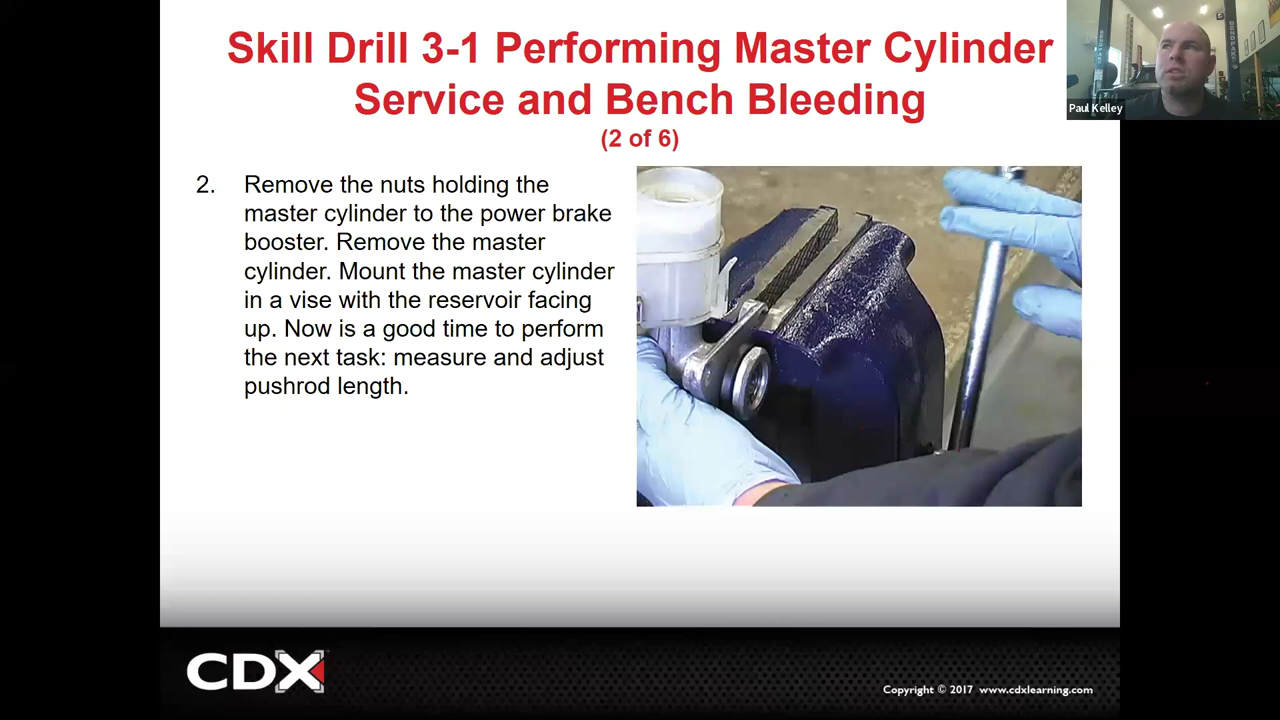 Skill Drill 3-1 Performing Master Cylinder
Service and Bench Bleeding
(2 of 6)
Paul Kelley
2. Remove the nuts holding the
master cylinder to the power brake
booster. Remove the master
cylinder. Mount the master cylinder
in a vise with the reservoir facing
up. Now is a good time to perform
the next task: measure and adjust
pushrod length.
CDX
Copyright © 2017 www.cdxlearning.com